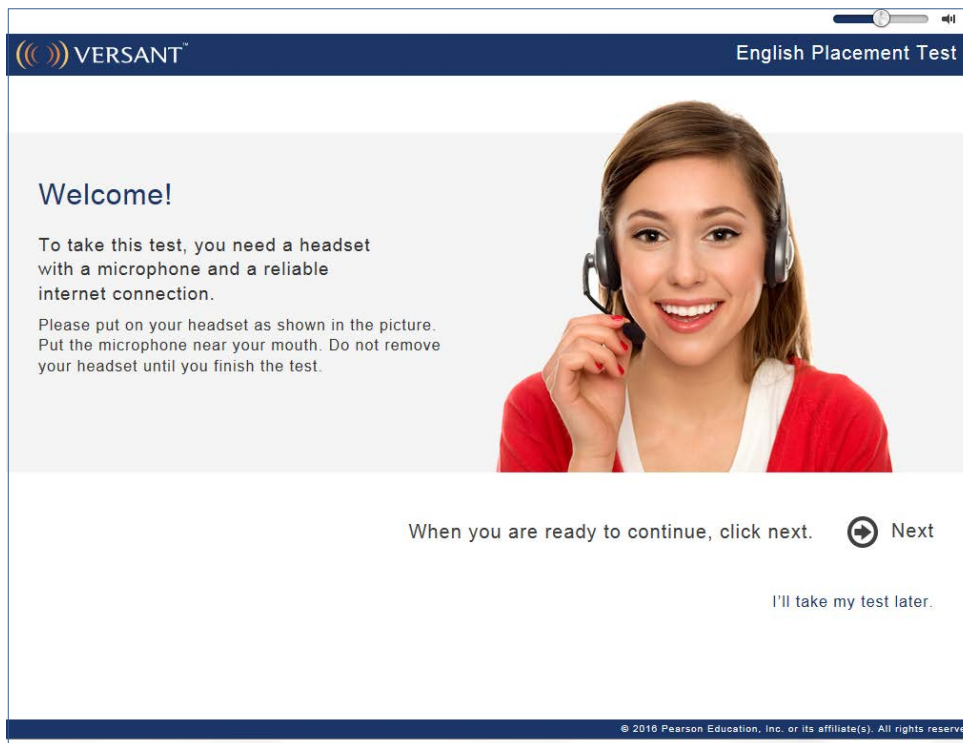 VERSANT™
English Placement Test
Welcome!
To take this test, you need a headset
with a microphone and a reliable
internet connection.
Please put on your headset as shown in the picture.
Put the microphone near your mouth. Do not remove
your headset until you finish the test.
When you are ready to continue, click next.
Next
I'll take my test later.
© 2016 Pearson Education, Inc. or its affiliate(s). All rights reserve